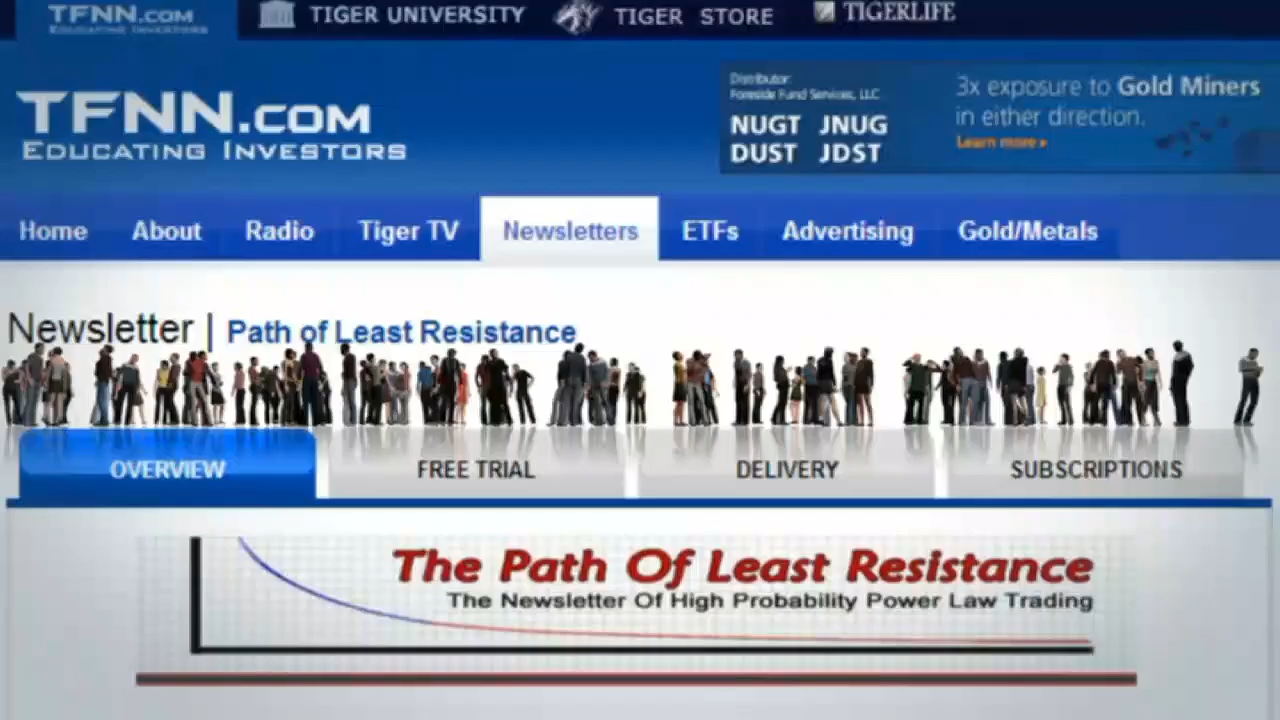 TFNN.COM
EDUCATING INVESTORS
TIGER UNIVERSITY
TIGER STORE
TIGERLIFE
TFNN.COM
EDUCATING INVESTORS
Distributor:
Foreside Fund Services, LLC
NUGT JNUG
DUST JDST
3x exposure to Gold Miners
in either direction.
Learn more
Home About Radio Tiger TV Newsletters ETFs Advertising Gold/Metals
Newsletter | Path of Least Resistance
OVERVIEW FREE TRIAL DELIVERY SUBSCRIPTIONS
The Path Of Least Resistance
The Newsletter Of High Probability Power Law Trading